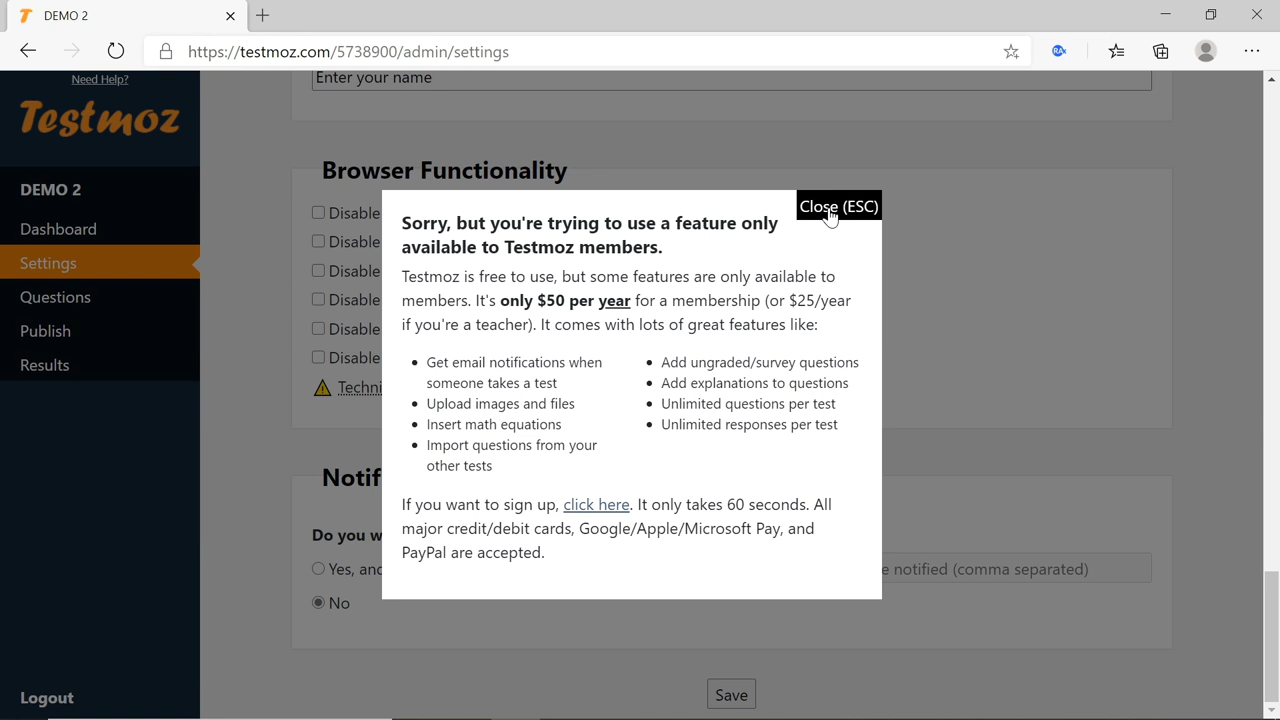 DEMO 2
https://testmoz.com/5738900/admin/settings
Need Help?
Testmoz
DEMO 2
Dashboard
Settings
Questions
Publish
Results
Logout
Enter your name
Browser Functionality
Disable
Disable
Disable
Disable
Disable
Disable
Close (ESC)
Sorry, but you're trying to use a feature only
available to Testmoz members.
Testmoz is free to use, but some features are only available to
members. It's only $50 per year for a membership (or $25/year
if you're a teacher). It comes with lots of great features like:
• Get email notifications when
someone takes a test
• Upload images and files
• Insert math equations
• Import questions from your
other tests
• Add ungraded/survey questions
• Add explanations to questions
• Unlimited questions per test
• Unlimited responses per test
If you want to sign up, click here. It only takes 60 seconds. All
major credit/debit cards, Google/Apple/Microsoft Pay, and
PayPal are accepted.
Do you
Yes, and
notified (comma separated)
No
Save